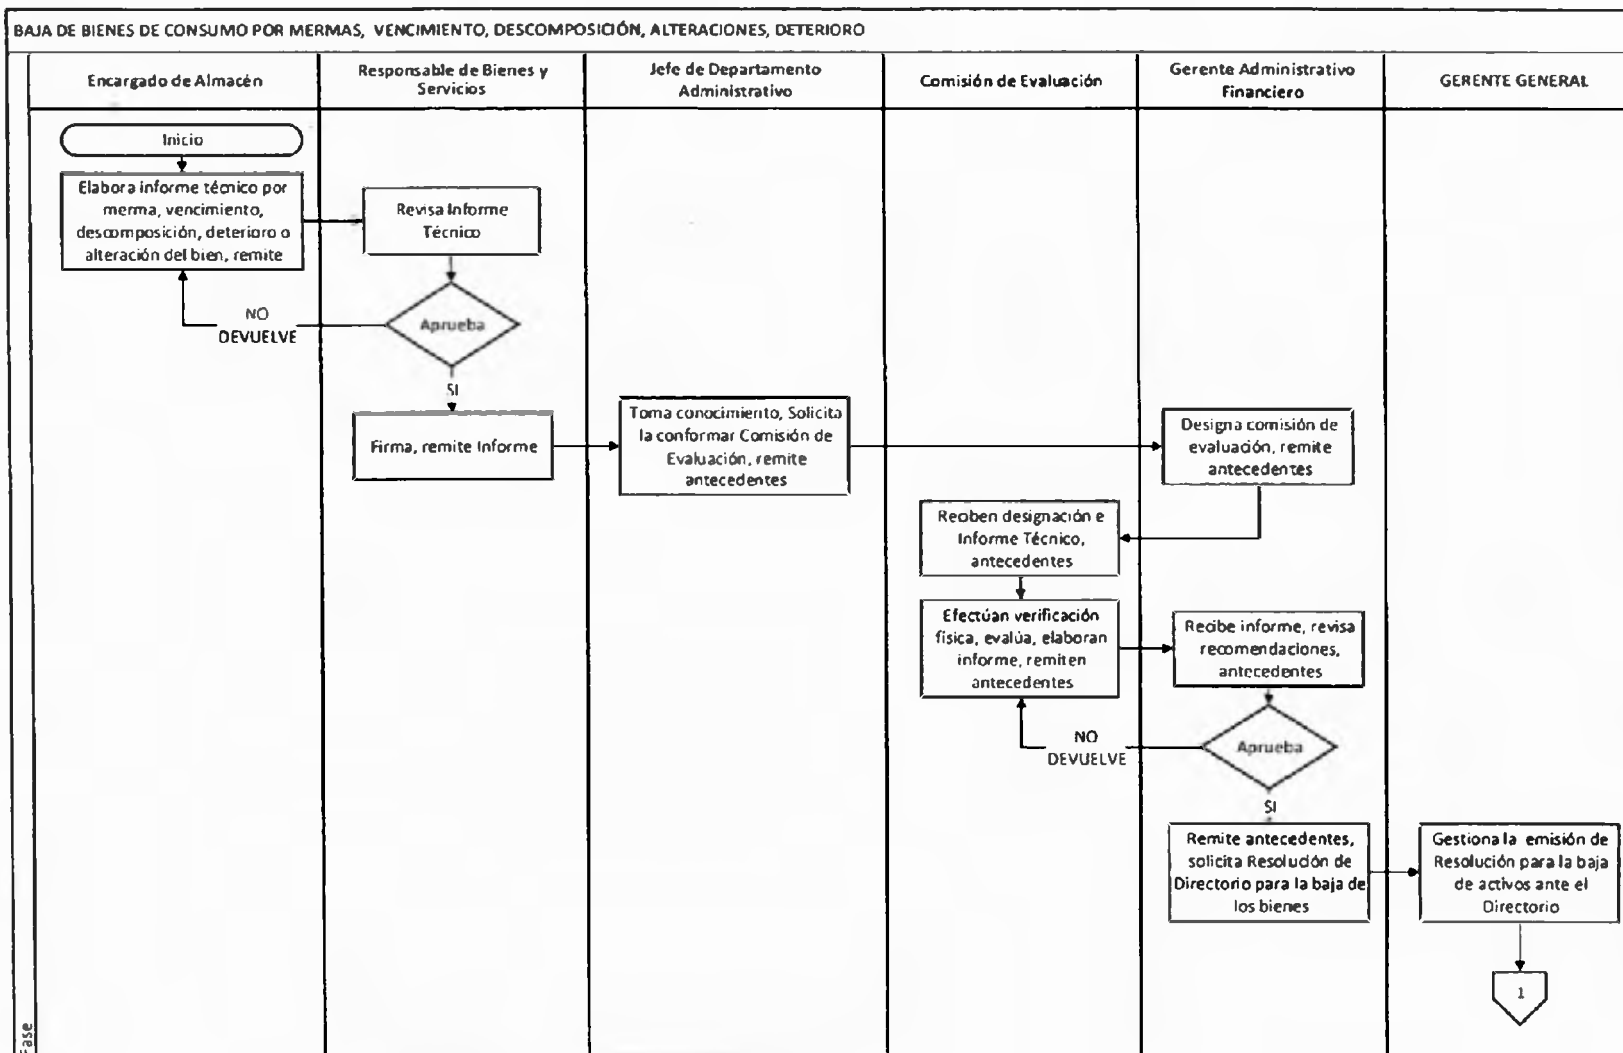 BAJA DE BIENES DE CONSUMO POR MERMAS, VENCIMIENTO, DESCOMPOSICIÓN, ALTERACIONES, DETERIORO
Encargado de Almacén
Responsable de Bienes y
Servicios
Jefe de Departamento
Administrativo
Comisión de Evaluación
Gerente Administrativo
Financiero
GERENTE GENERAL
Inicio
Elabora informe técnico por
merma, vencimiento,
descomposición, deterioro o
alteración del bien, remite
Revisa Informe
Técnico
Aprueba
NO
DEVUELVE
SI
Firma, remite Informe
Toma conocimiento, Solicita
la conformar Comisión de
Evaluación, remite
antecedentes
Designa comisión de
evaluación, remite
antecedentes
Reciben designación e
Informe Técnico,
antecedentes
Efectúan verificación
física, evalúa, elaboran
informe, remiten
antecedentes
Recibe informe, revisa
recomendaciones,
antecedentes
Aprueba
NO
DEVUELVE
SI
Remite antecedentes,
solicita Resolución de
Directorio para la baja de
los bienes
Gestiona la emisión de
Resolución para la baja
de activos ante el
Directorio
1
Fase